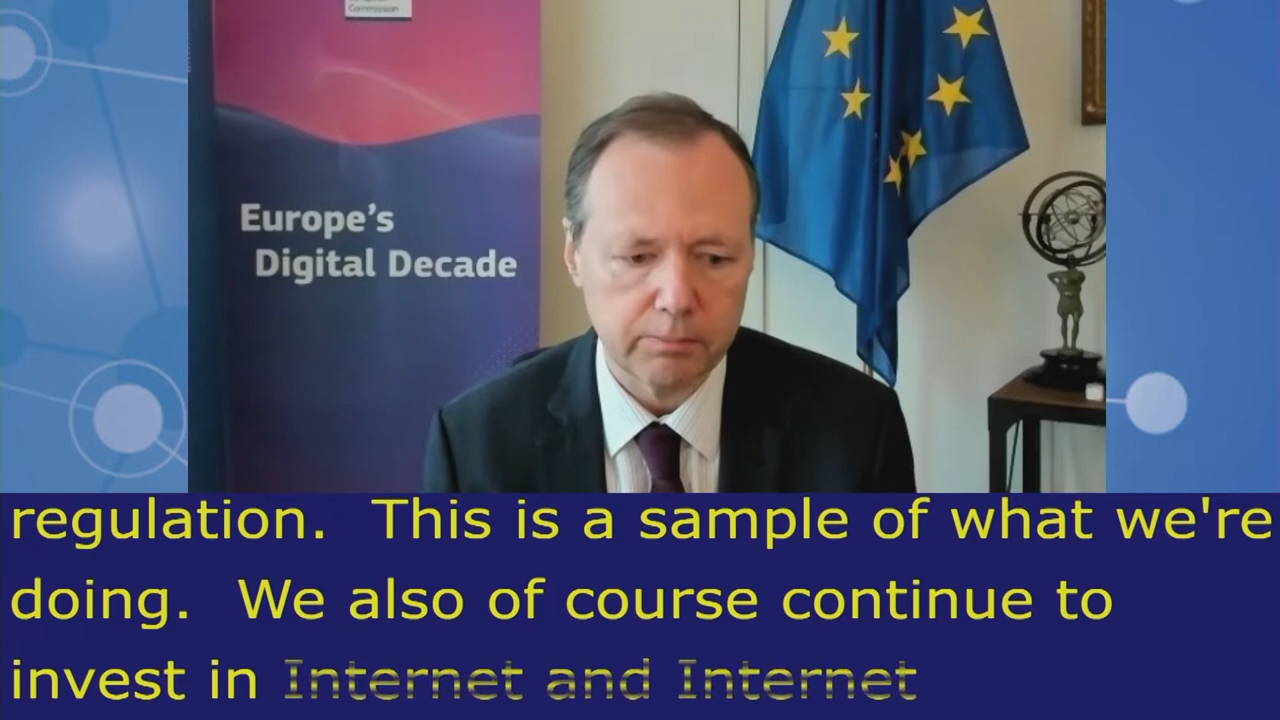 Commission
Europe's
Digital Decade
regulation.  This is a sample of what we're
doing.  We also of course continue to
invest in Internet and Internet